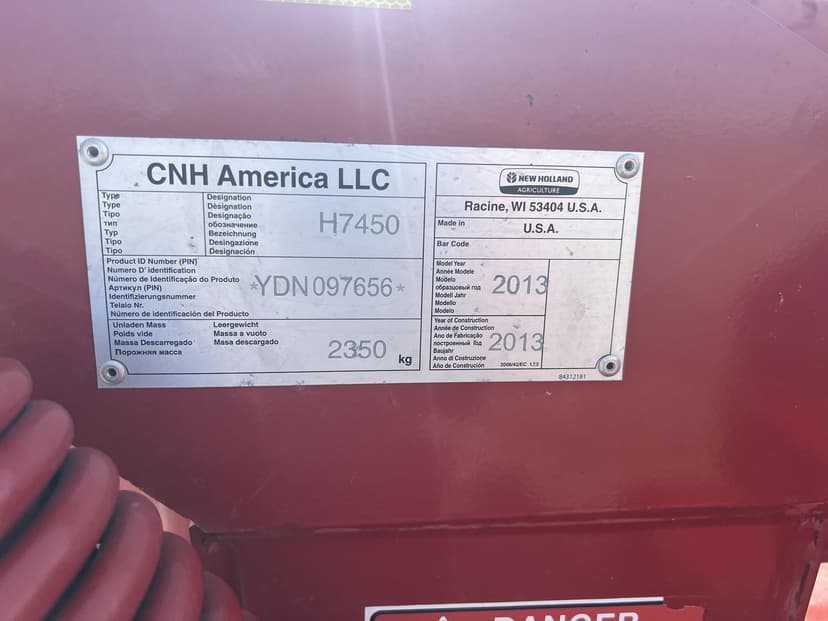 CNH America LLC
Type
Type
Tipo
тип
Typ
Tipo
Tipo
Designation
Dèsignation
Designação
обозначение
Bezeichnung
Desingazione
Designación
H7450
Product ID Number (PIN)
Numero D' identification
Número de Identificação do Produto
Артикул (PIN)
Identifizierungsnummer
Telaio Nr.
Número de identificación del Producto
*YDN097656*
Unladen Mass
Poids vide
Massa Descarregado
Порожняя масса
Leergewicht
Massa a vuoto
Masa descargado
2350 kg
NEW HOLLAND
AGRICULTURE
Racine, WI 53404 U.S.A.
Made in
U.S.A.
Bar Code
Model Year
Année Modele
Modelo
образцовый год
Modell Jahr
Modello
Modelo
2013
Year of Construction
Année de Construction
Ano de Fabricação
построенный Год
Baujahr
Anno di Costruzione
Año de Construción
2013
2006/42/EC 1.7.3
84312181
DANGER